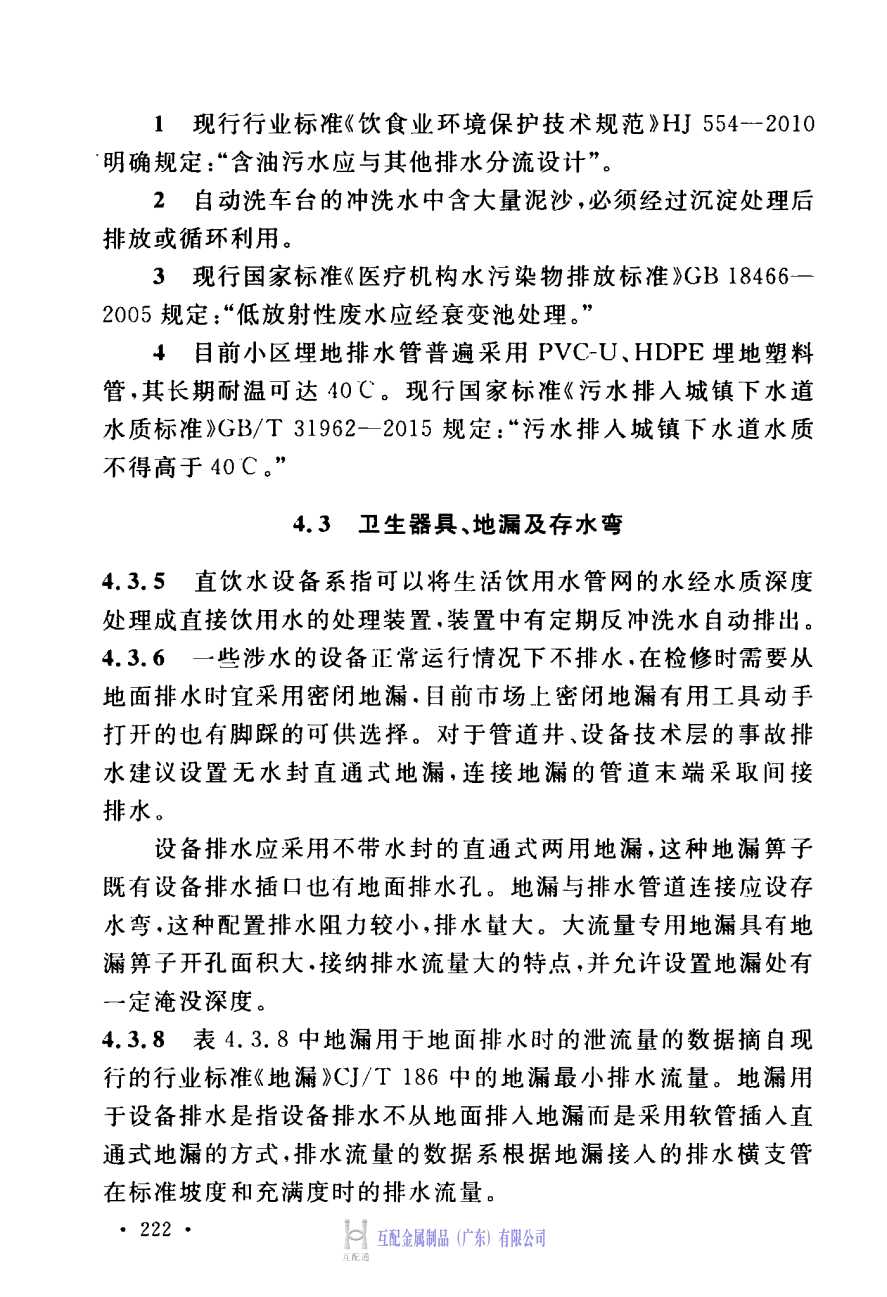 1 现行行业标准《饮食业环境保护技术规范》HJ 554—2010
明确规定:“含油污水应与其他排水分流设计”。
2 自动洗车台的冲洗水中含大量泥沙,必须经过沉淀处理后
排放或循环利用。
3 现行国家标准《医疗机构水污染物排放标准》GB 18466—
2005 规定:“低放射性废水应经衰变池处理。”
4 目前小区埋地排水管普遍采用 PVC-U、HDPE 埋地塑料
管,其长期耐温可达 40℃。现行国家标准《污水排入城镇下水道
水质标准》GB/T 31962—2015 规定:“污水排入城镇下水道水质
不得高于 40℃。”
4.3 卫生器具、地漏及存水弯
4.3.5 直饮水设备系指可以将生活饮用水管网的水经水质深度
处理成直接饮用水的处理装置,装置中有定期反冲洗水自动排出。
4.3.6 一些涉水的设备正常运行情况下不排水,在检修时需要从
地面排水时宜采用密闭地漏,目前市场上密闭地漏有用工具动手
打开的也有脚踩的可供选择。对于管道井、设备技术层的事故排
水建议设置无水封直通式地漏,连接地漏的管道末端采取间接
排水。
设备排水应采用不带水封的直通式两用地漏,这种地漏箅子
既有设备排水插口也有地面排水孔。地漏与排水管道连接应设存
水弯,这种配置排水阻力较小,排水量大。大流量专用地漏具有地
漏箅子开孔面积大,接纳排水流量大的特点,并允许设置地漏处有
一定淹没深度。
4.3.8 表 4.3.8 中地漏用于地面排水时的泄流量的数据摘自现
行的行业标准《地漏》CJ/T 186 中的地漏最小排水流量。地漏用
于设备排水是指设备排水不从地面排入地漏而是采用软管插入直
通式地漏的方式,排水流量的数据系根据地漏接入的排水横支管
在标准坡度和充满度时的排水流量。
· 222 ·
互配金属制品(广东)有限公司
互配通